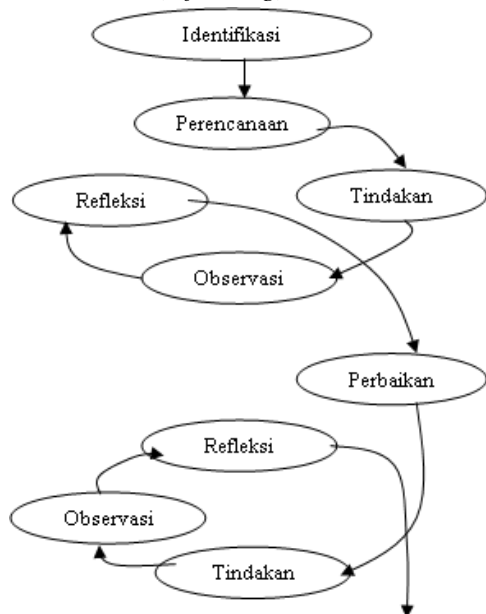 Identifikasi
Perencanaan
Tindakan
Refleksi
Observasi
Perbaikan
Refleksi
Observasi
Tindakan